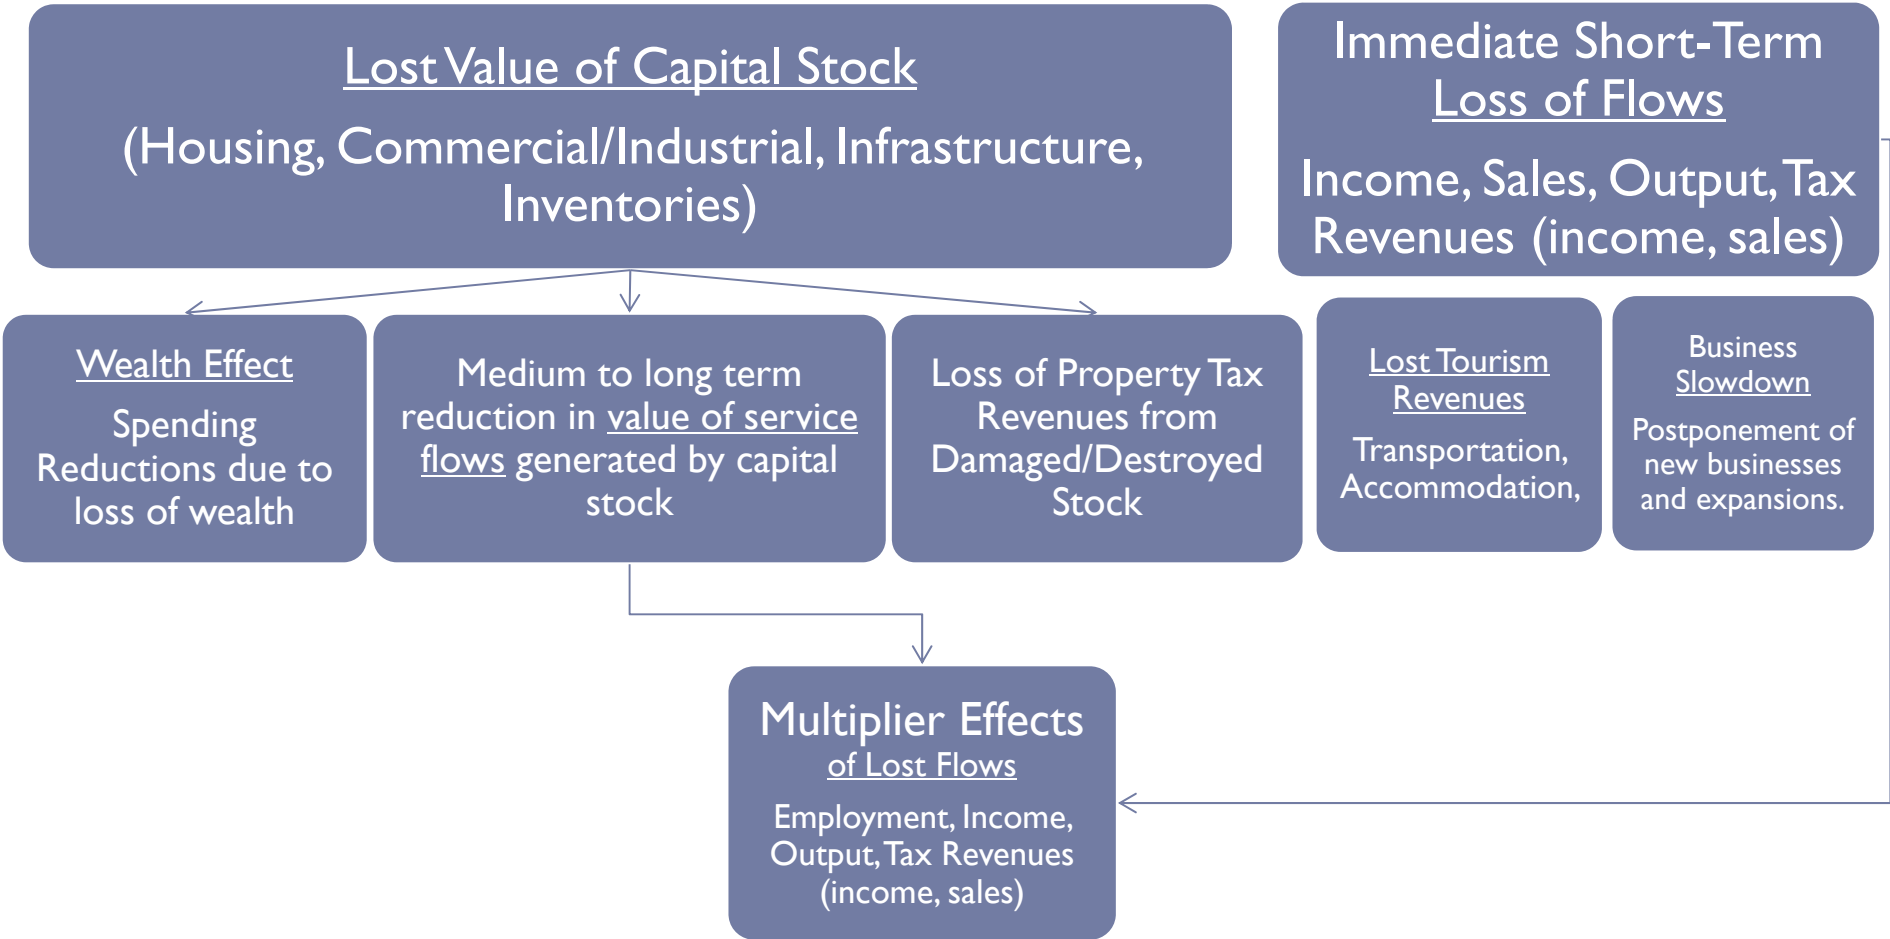 Lost Value of Capital Stock
(Housing, Commercial/Industrial, Infrastructure,
Inventories)
Immediate Short-Term
Loss of Flows
Income, Sales, Output, Tax
Revenues (income, sales)
Wealth Effect
Spending
Reductions due to
loss of wealth
Medium to long term
reduction in value of service
flows generated by capital
stock
Loss of Property Tax
Revenues from
Damaged/Destroyed
Stock
Lost Tourism
Revenues
Transportation,
Accommodation,
Business
Slowdown
Postponement of
new businesses
and expansions.
Multiplier Effects
of Lost Flows
Employment, Income,
Output, Tax Revenues
(income, sales)